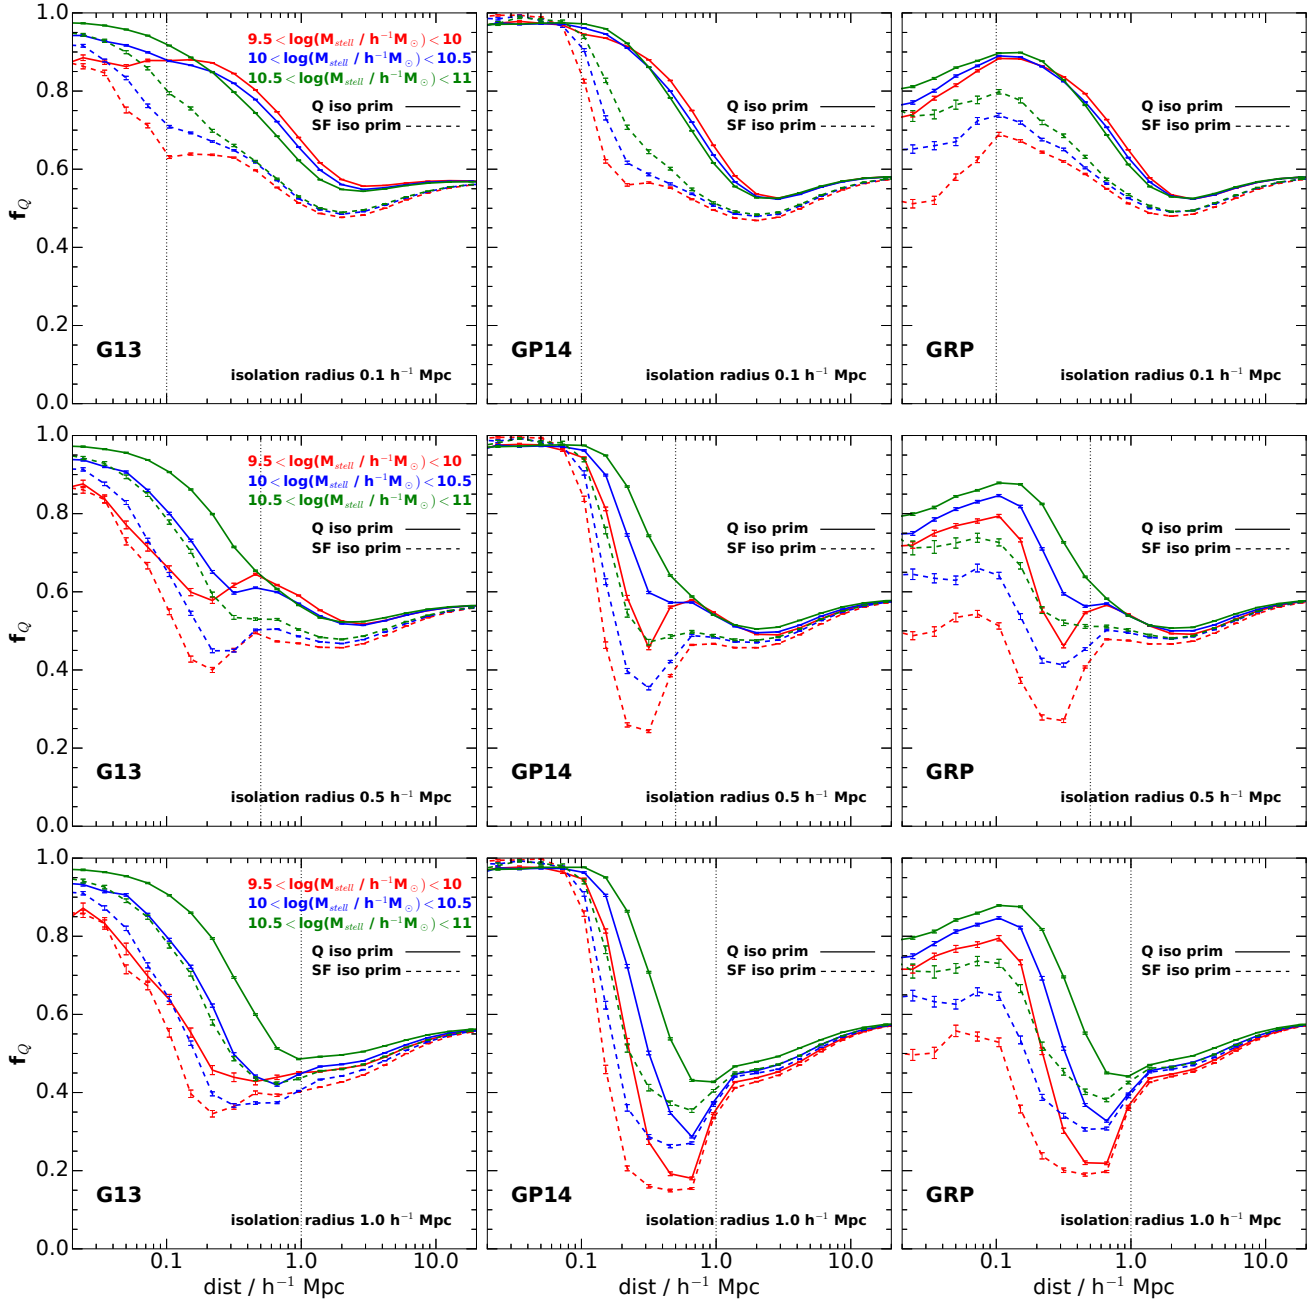 1.0
0.8
0.6
0.4
0.2
0.0
f_Q
9.5 < log(M_stell / h⁻¹M_⊙) < 10
10 < log(M_stell / h⁻¹M_⊙) < 10.5
10.5 < log(M_stell / h⁻¹M_⊙) < 11
Q iso prim
SF iso prim
G13
isolation radius 0.1 h⁻¹ Mpc
Q iso prim
SF iso prim
GP14
isolation radius 0.1 h⁻¹ Mpc
Q iso prim
SF iso prim
GRP
isolation radius 0.1 h⁻¹ Mpc
1.0
0.8
0.6
0.4
0.2
0.0
f_Q
9.5 < log(M_stell / h⁻¹M_⊙) < 10
10 < log(M_stell / h⁻¹M_⊙) < 10.5
10.5 < log(M_stell / h⁻¹M_⊙) < 11
Q iso prim
SF iso prim
G13
isolation radius 0.5 h⁻¹ Mpc
Q iso prim
SF iso prim
GP14
isolation radius 0.5 h⁻¹ Mpc
Q iso prim
SF iso prim
GRP
isolation radius 0.5 h⁻¹ Mpc
1.0
0.8
0.6
0.4
0.2
0.0
f_Q
9.5 < log(M_stell / h⁻¹M_⊙) < 10
10 < log(M_stell / h⁻¹M_⊙) < 10.5
10.5 < log(M_stell / h⁻¹M_⊙) < 11
Q iso prim
SF iso prim
G13
isolation radius 1.0 h⁻¹ Mpc
Q iso prim
SF iso prim
GP14
isolation radius 1.0 h⁻¹ Mpc
Q iso prim
SF iso prim
GRP
isolation radius 1.0 h⁻¹ Mpc
0.1 1.0 10.0
0.1 1.0 10.0
0.1 1.0 10.0
dist / h⁻¹ Mpc
dist / h⁻¹ Mpc
dist / h⁻¹ Mpc